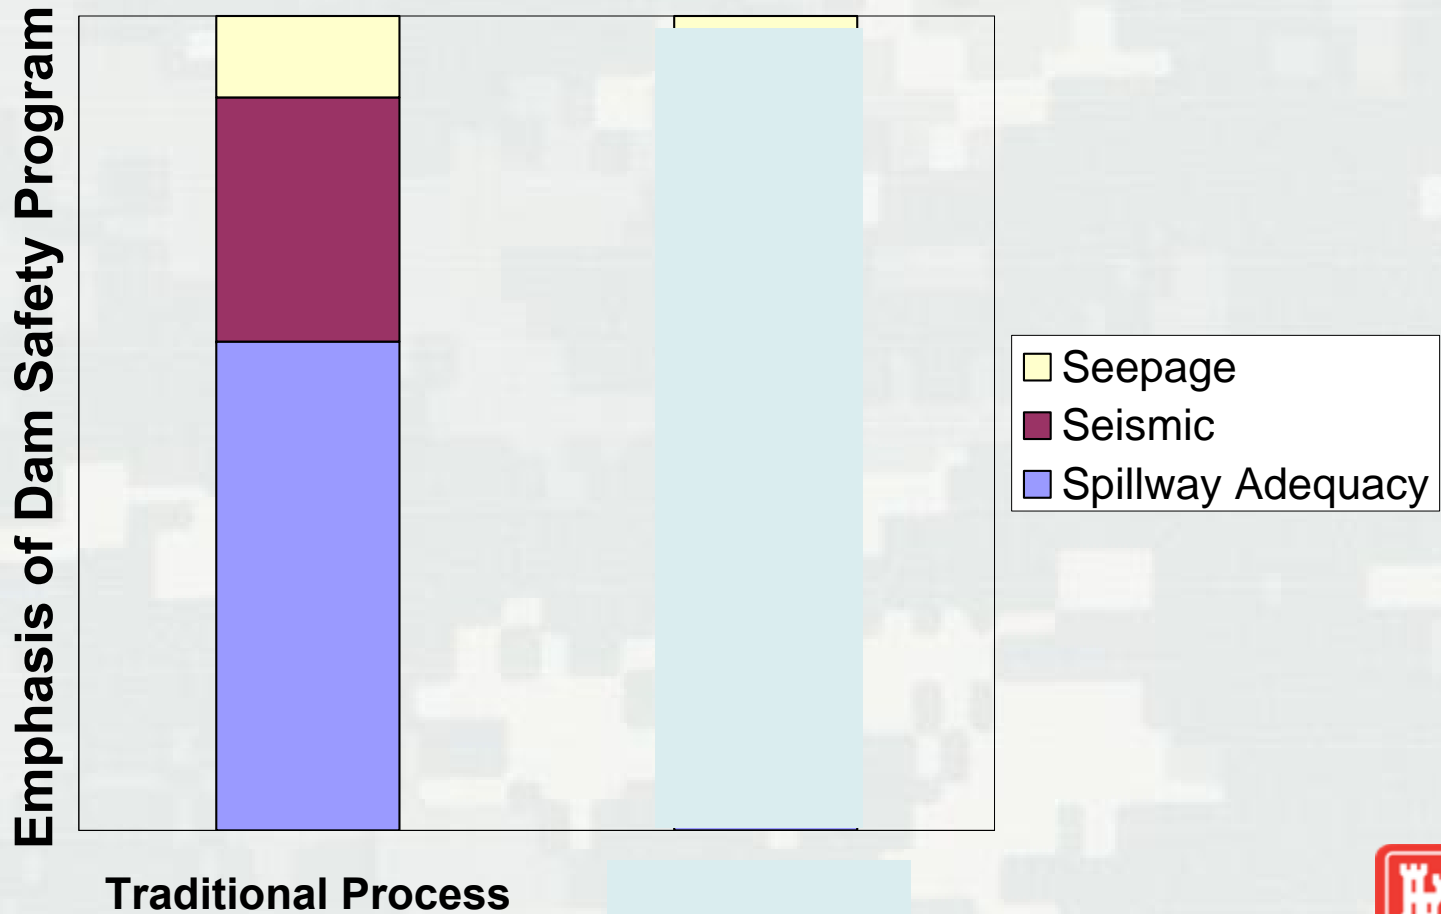 Emphasis of Dam Safety Program
Seepage
Seismic
Spillway Adequacy
Traditional Process